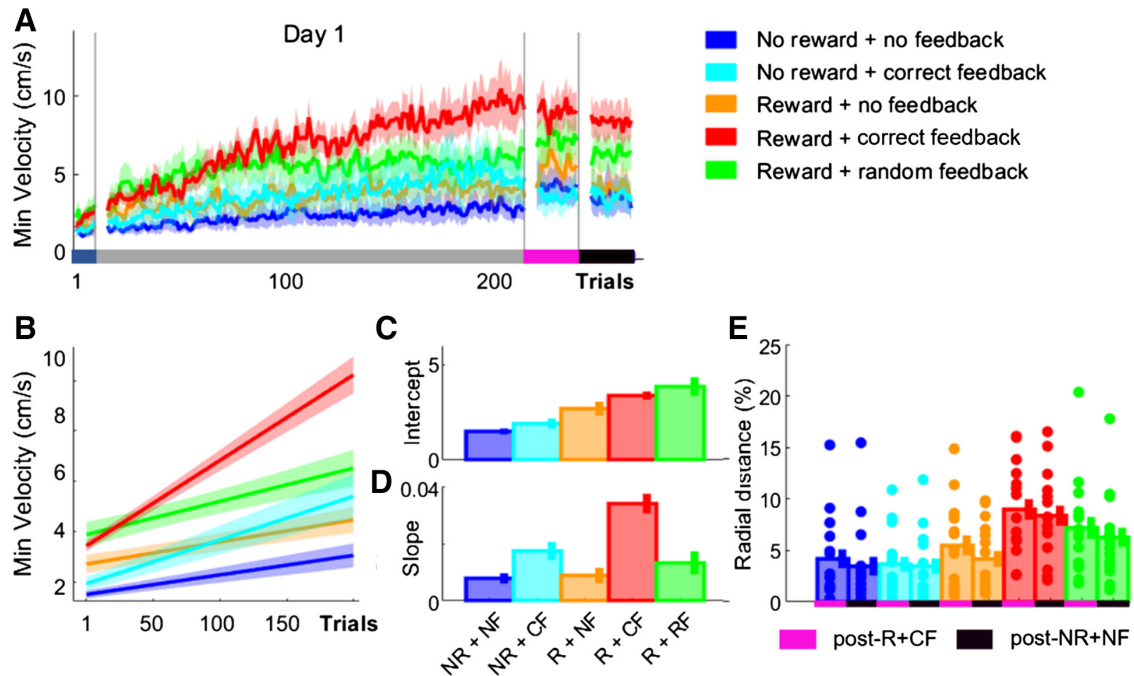 A
Day 1
Min Velocity (cm/s)
10
5
0
1
100
200
Trials
No reward + no feedback
No reward + correct feedback
Reward + no feedback
Reward + correct feedback
Reward + random feedback
B
Min Velocity (cm/s)
10
8
6
4
2
1
50
100
150
Trials
C
Intercept
5
0
D
Slope
0.04
0
NR + NF
NR + CF
R + NF
R + CF
R + RF
E
Radial distance (%)
25
20
15
10
5
0
post-R+CF
post-NR+NF